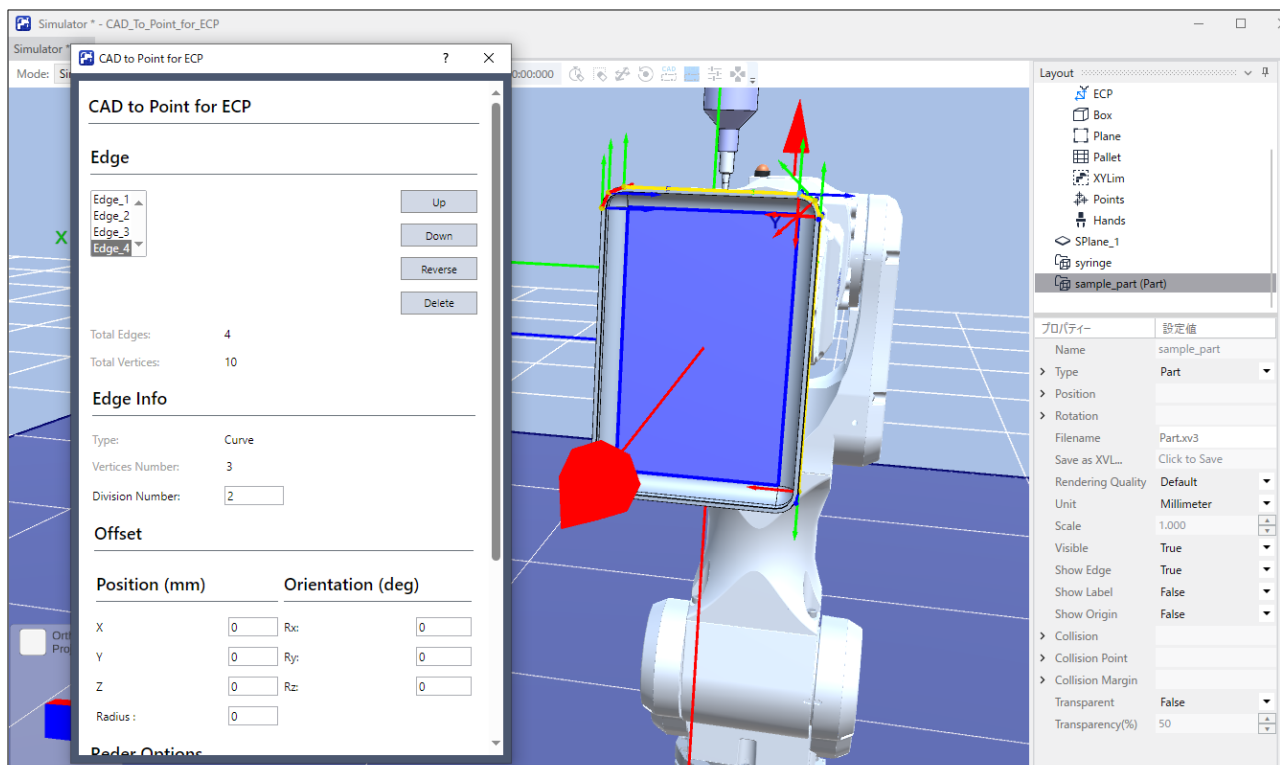 Simulator * - CAD_To_Point_for_ECP
Simulator *
CAD to Point for ECP
?
Mode:
0:00:000
CAD to Point for ECP
Edge
Edge_1
Edge_2
Edge_3
Edge_4
Up
Down
Reverse
Delete
Total Edges: 4
Total Vertices: 10
Edge Info
Type: Curve
Vertices Number: 3
Division Number: 2
Offset
Position (mm) Orientation (deg)
X 0 Rx: 0
Y 0 Ry: 0
Z 0 Rz: 0
Radius : 0
Reder Options
X
Y
CAD
Layout
ECP
Box
Plane
Pallet
XYLim
Points
Hands
SPlane_1
syringe
sample_part (Part)
プロパティー 設定値
Name sample_part
Type Part
Position
Rotation
Filename Part.xv3
Save as XVL... Click to Save
Rendering Quality Default
Unit Millimeter
Scale 1.000
Visible True
Show Edge True
Show Label False
Show Origin False
Collision
Collision Point
Collision Margin
Transparent False
Transparency(%) 50